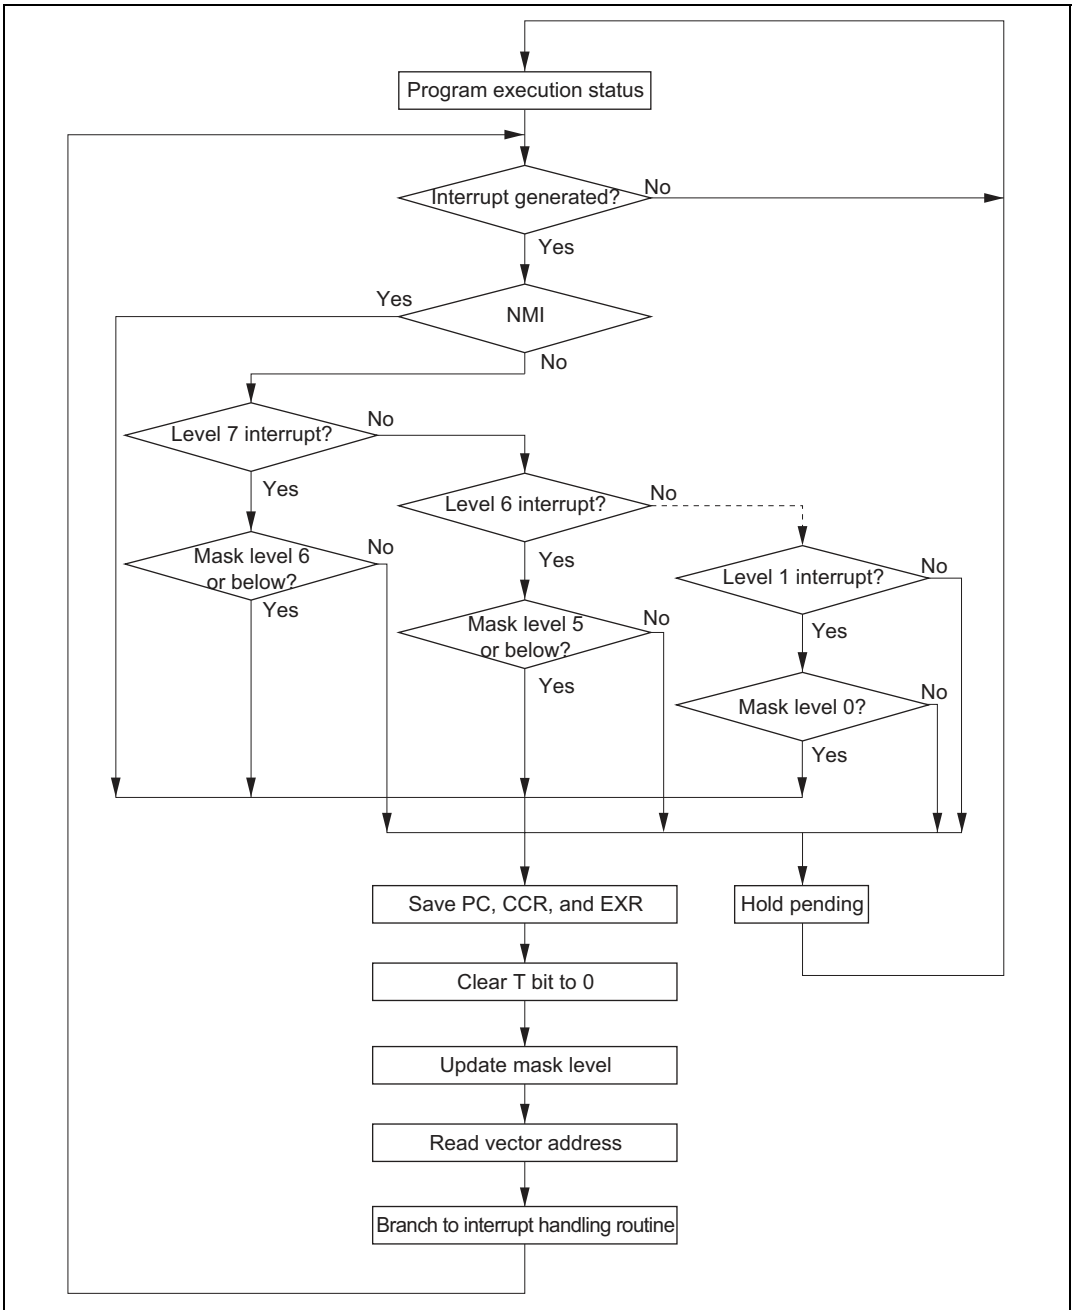 Program execution status
Interrupt generated?
No
Yes
Yes
NMI
No
Level 7 interrupt?
No
Yes
Level 6 interrupt?
No
Mask level 6
or below?
No
Yes
Yes
Level 1 interrupt?
No
Mask level 5
or below?
No
Yes
Yes
Mask level 0?
No
Yes
Save PC, CCR, and EXR
Hold pending
Clear T bit to 0
Update mask level
Read vector address
Branch to interrupt handling routine